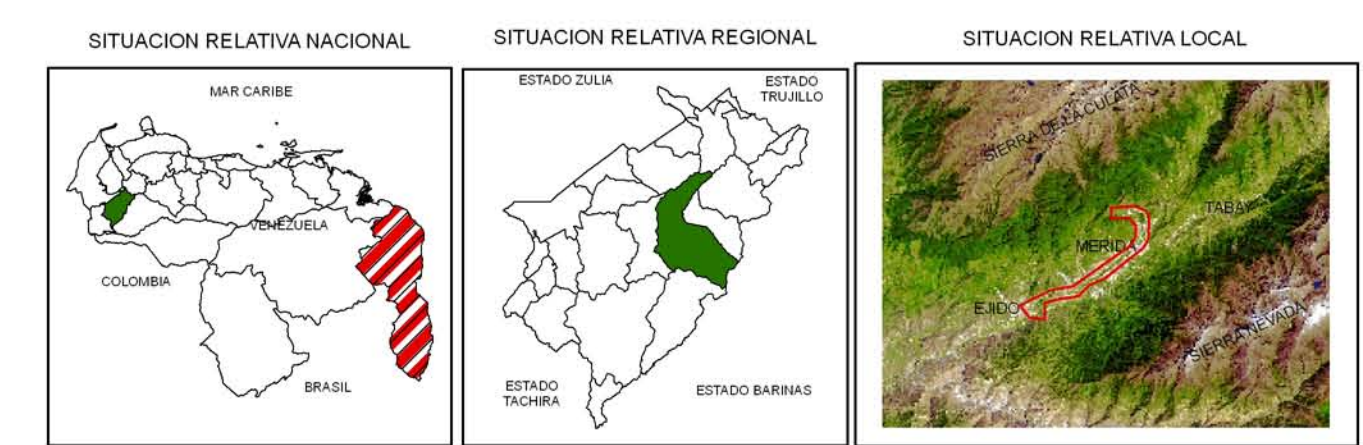 SITUACION RELATIVA NACIONAL
MAR CARIBE
VENEZUELA
COLOMBIA
BRASIL
SITUACION RELATIVA REGIONAL
ESTADO ZULIA
ESTADO
TRUJILLO
ESTADO
TACHIRA
ESTADO BARINAS
SITUACION RELATIVA LOCAL
SIERRA DE LA CULATA
TABAY
MERIDA
EJIDO
SIERRA NEVADA